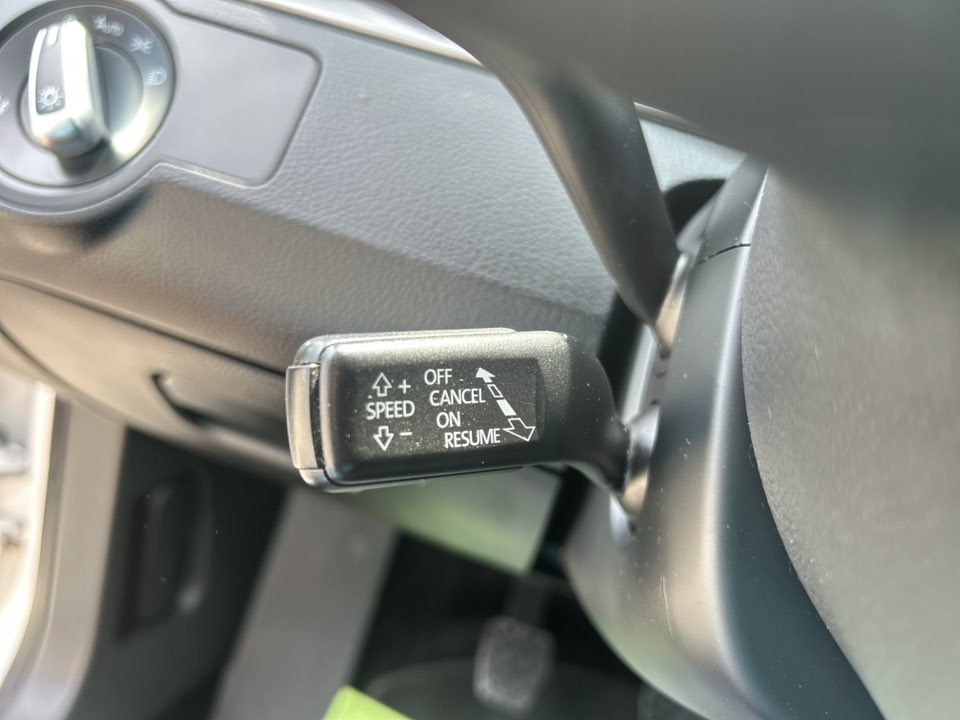 +
SPEED
−
OFF
CANCEL
ON
RESUME